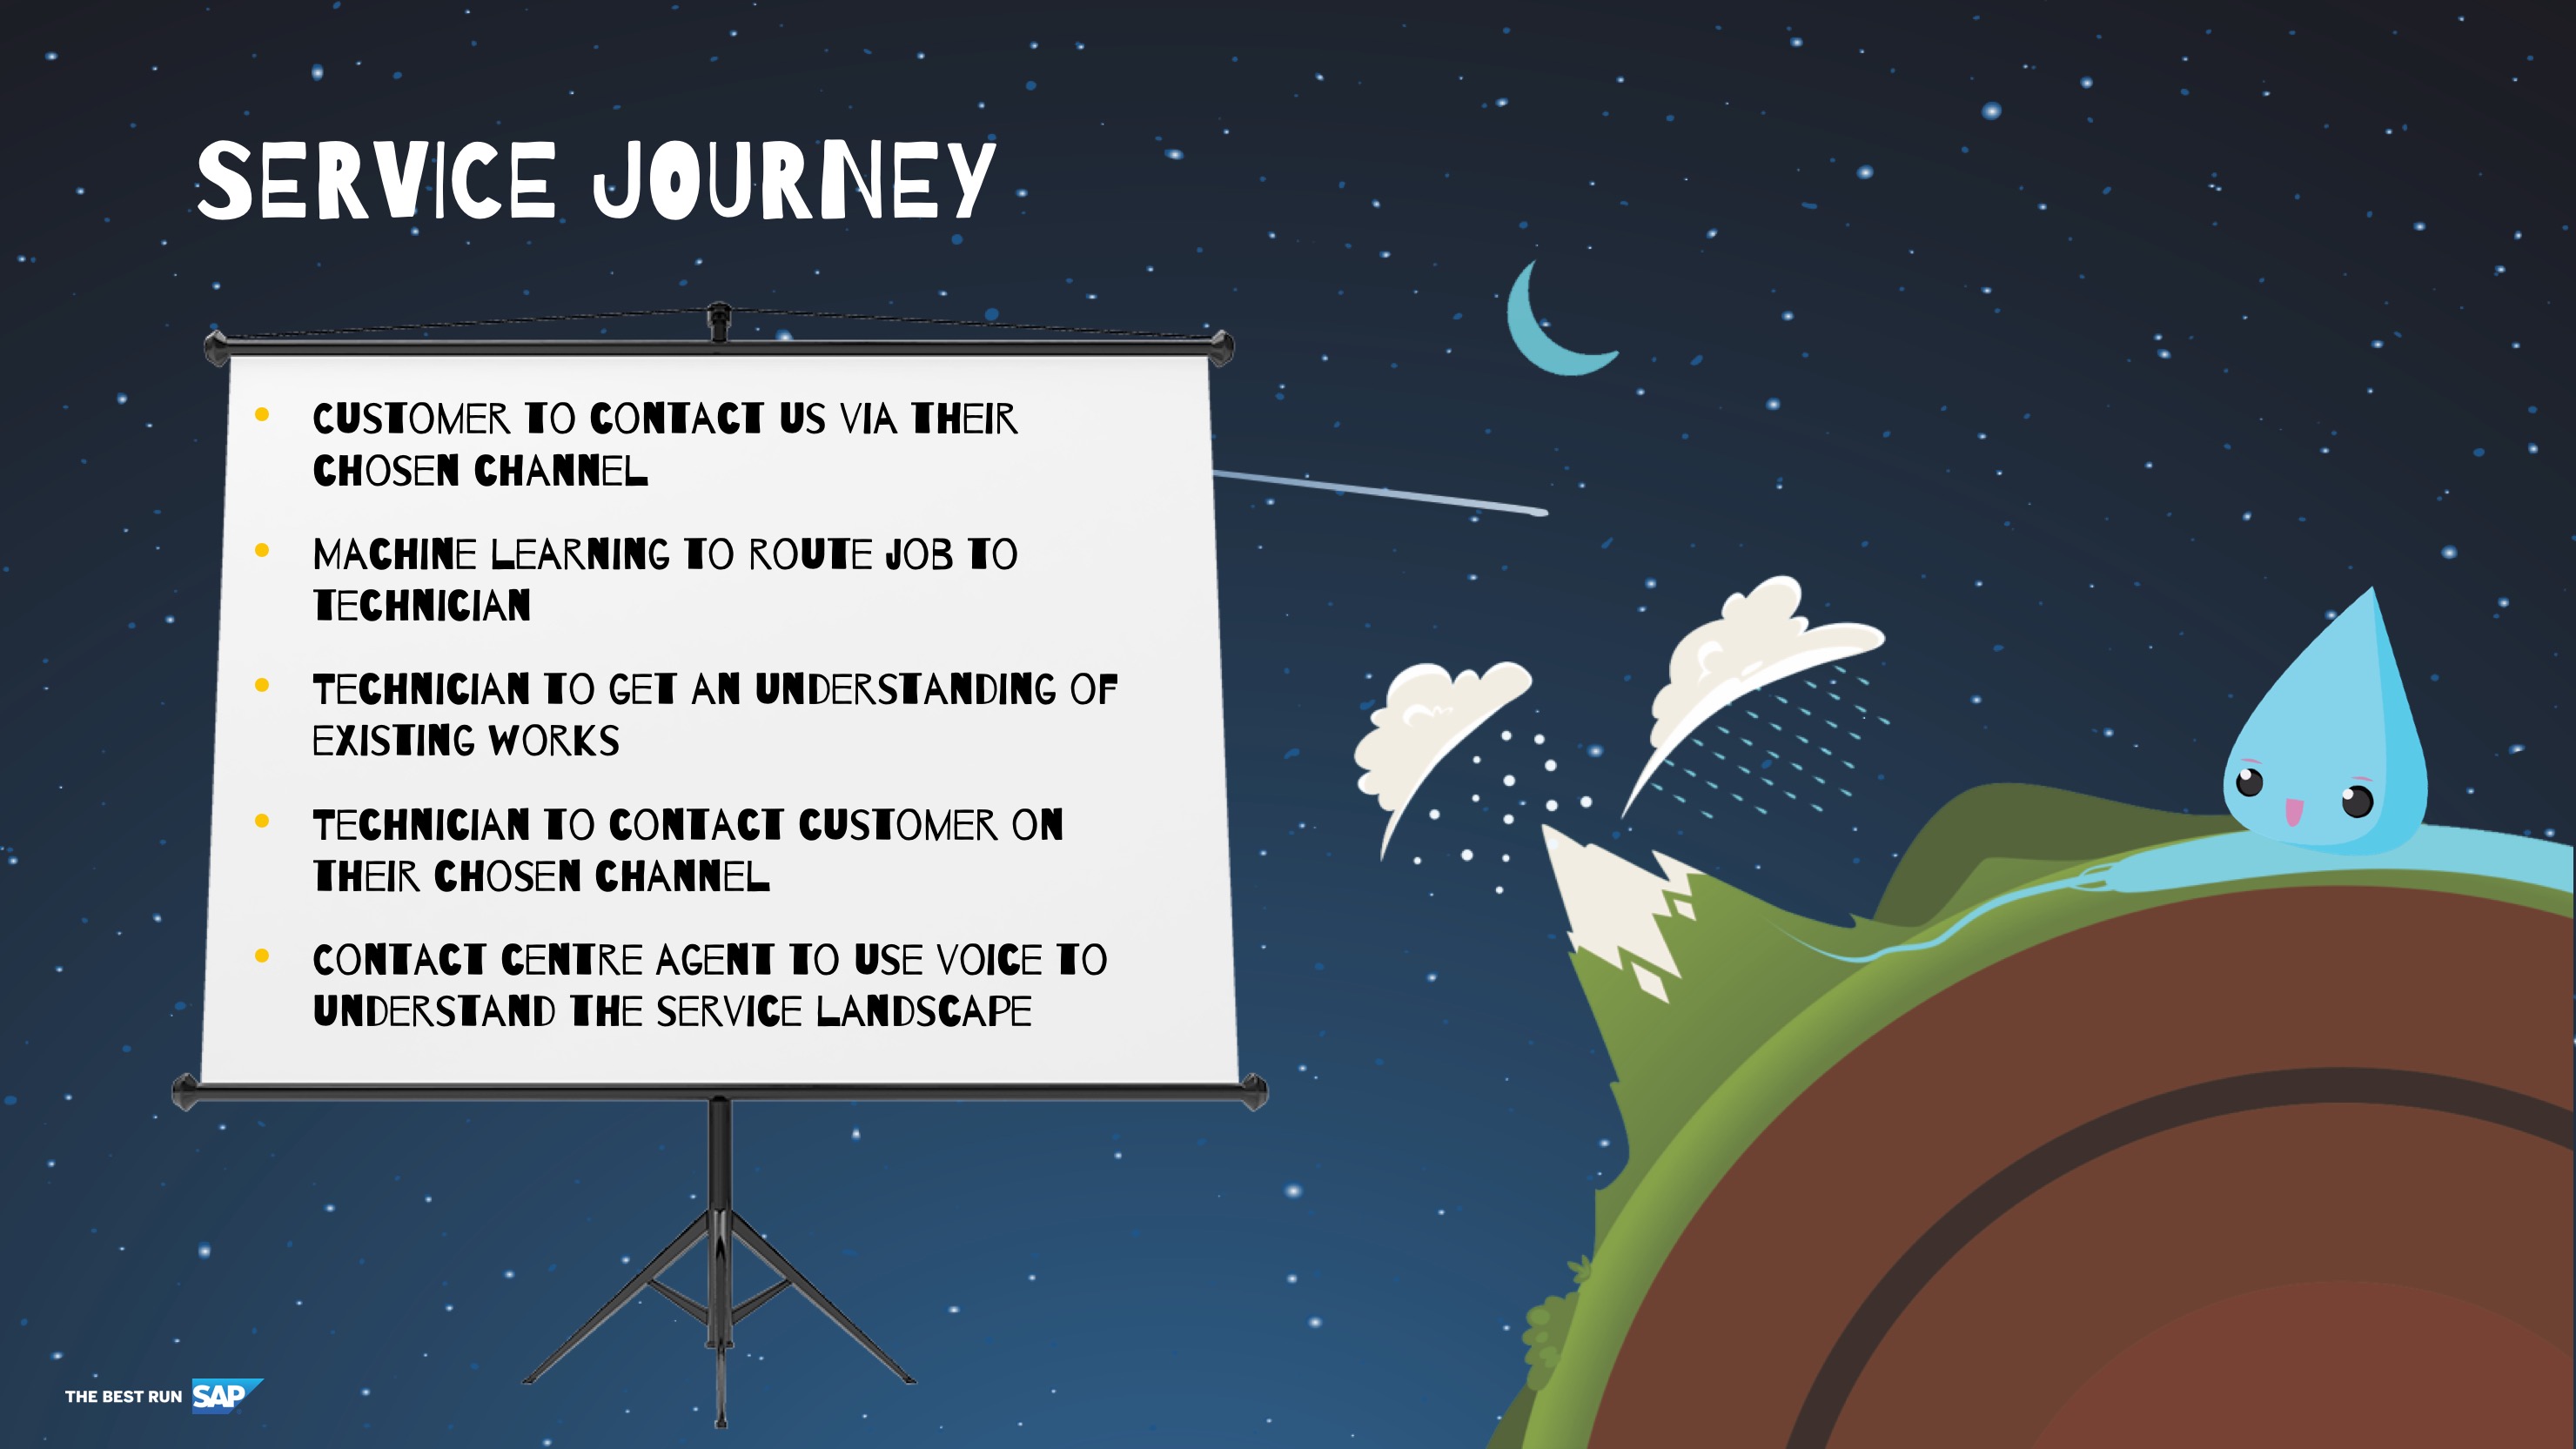 SERVICE JOURNEY
• CUSTOMER TO CONTACT US VIA THEIR
CHOSEN CHANNEL
• MACHINE LEARNING TO ROUTE JOB TO
TECHNICIAN
• TECHNICIAN TO GET AN UNDERSTANDING OF
EXISTING WORKS
• TECHNICIAN TO CONTACT CUSTOMER ON
THEIR CHOSEN CHANNEL
• CONTACT CENTRE AGENT TO USE VOICE TO
UNDERSTAND THE SERVICE LANDSCAPE
THE BEST RUN SAP